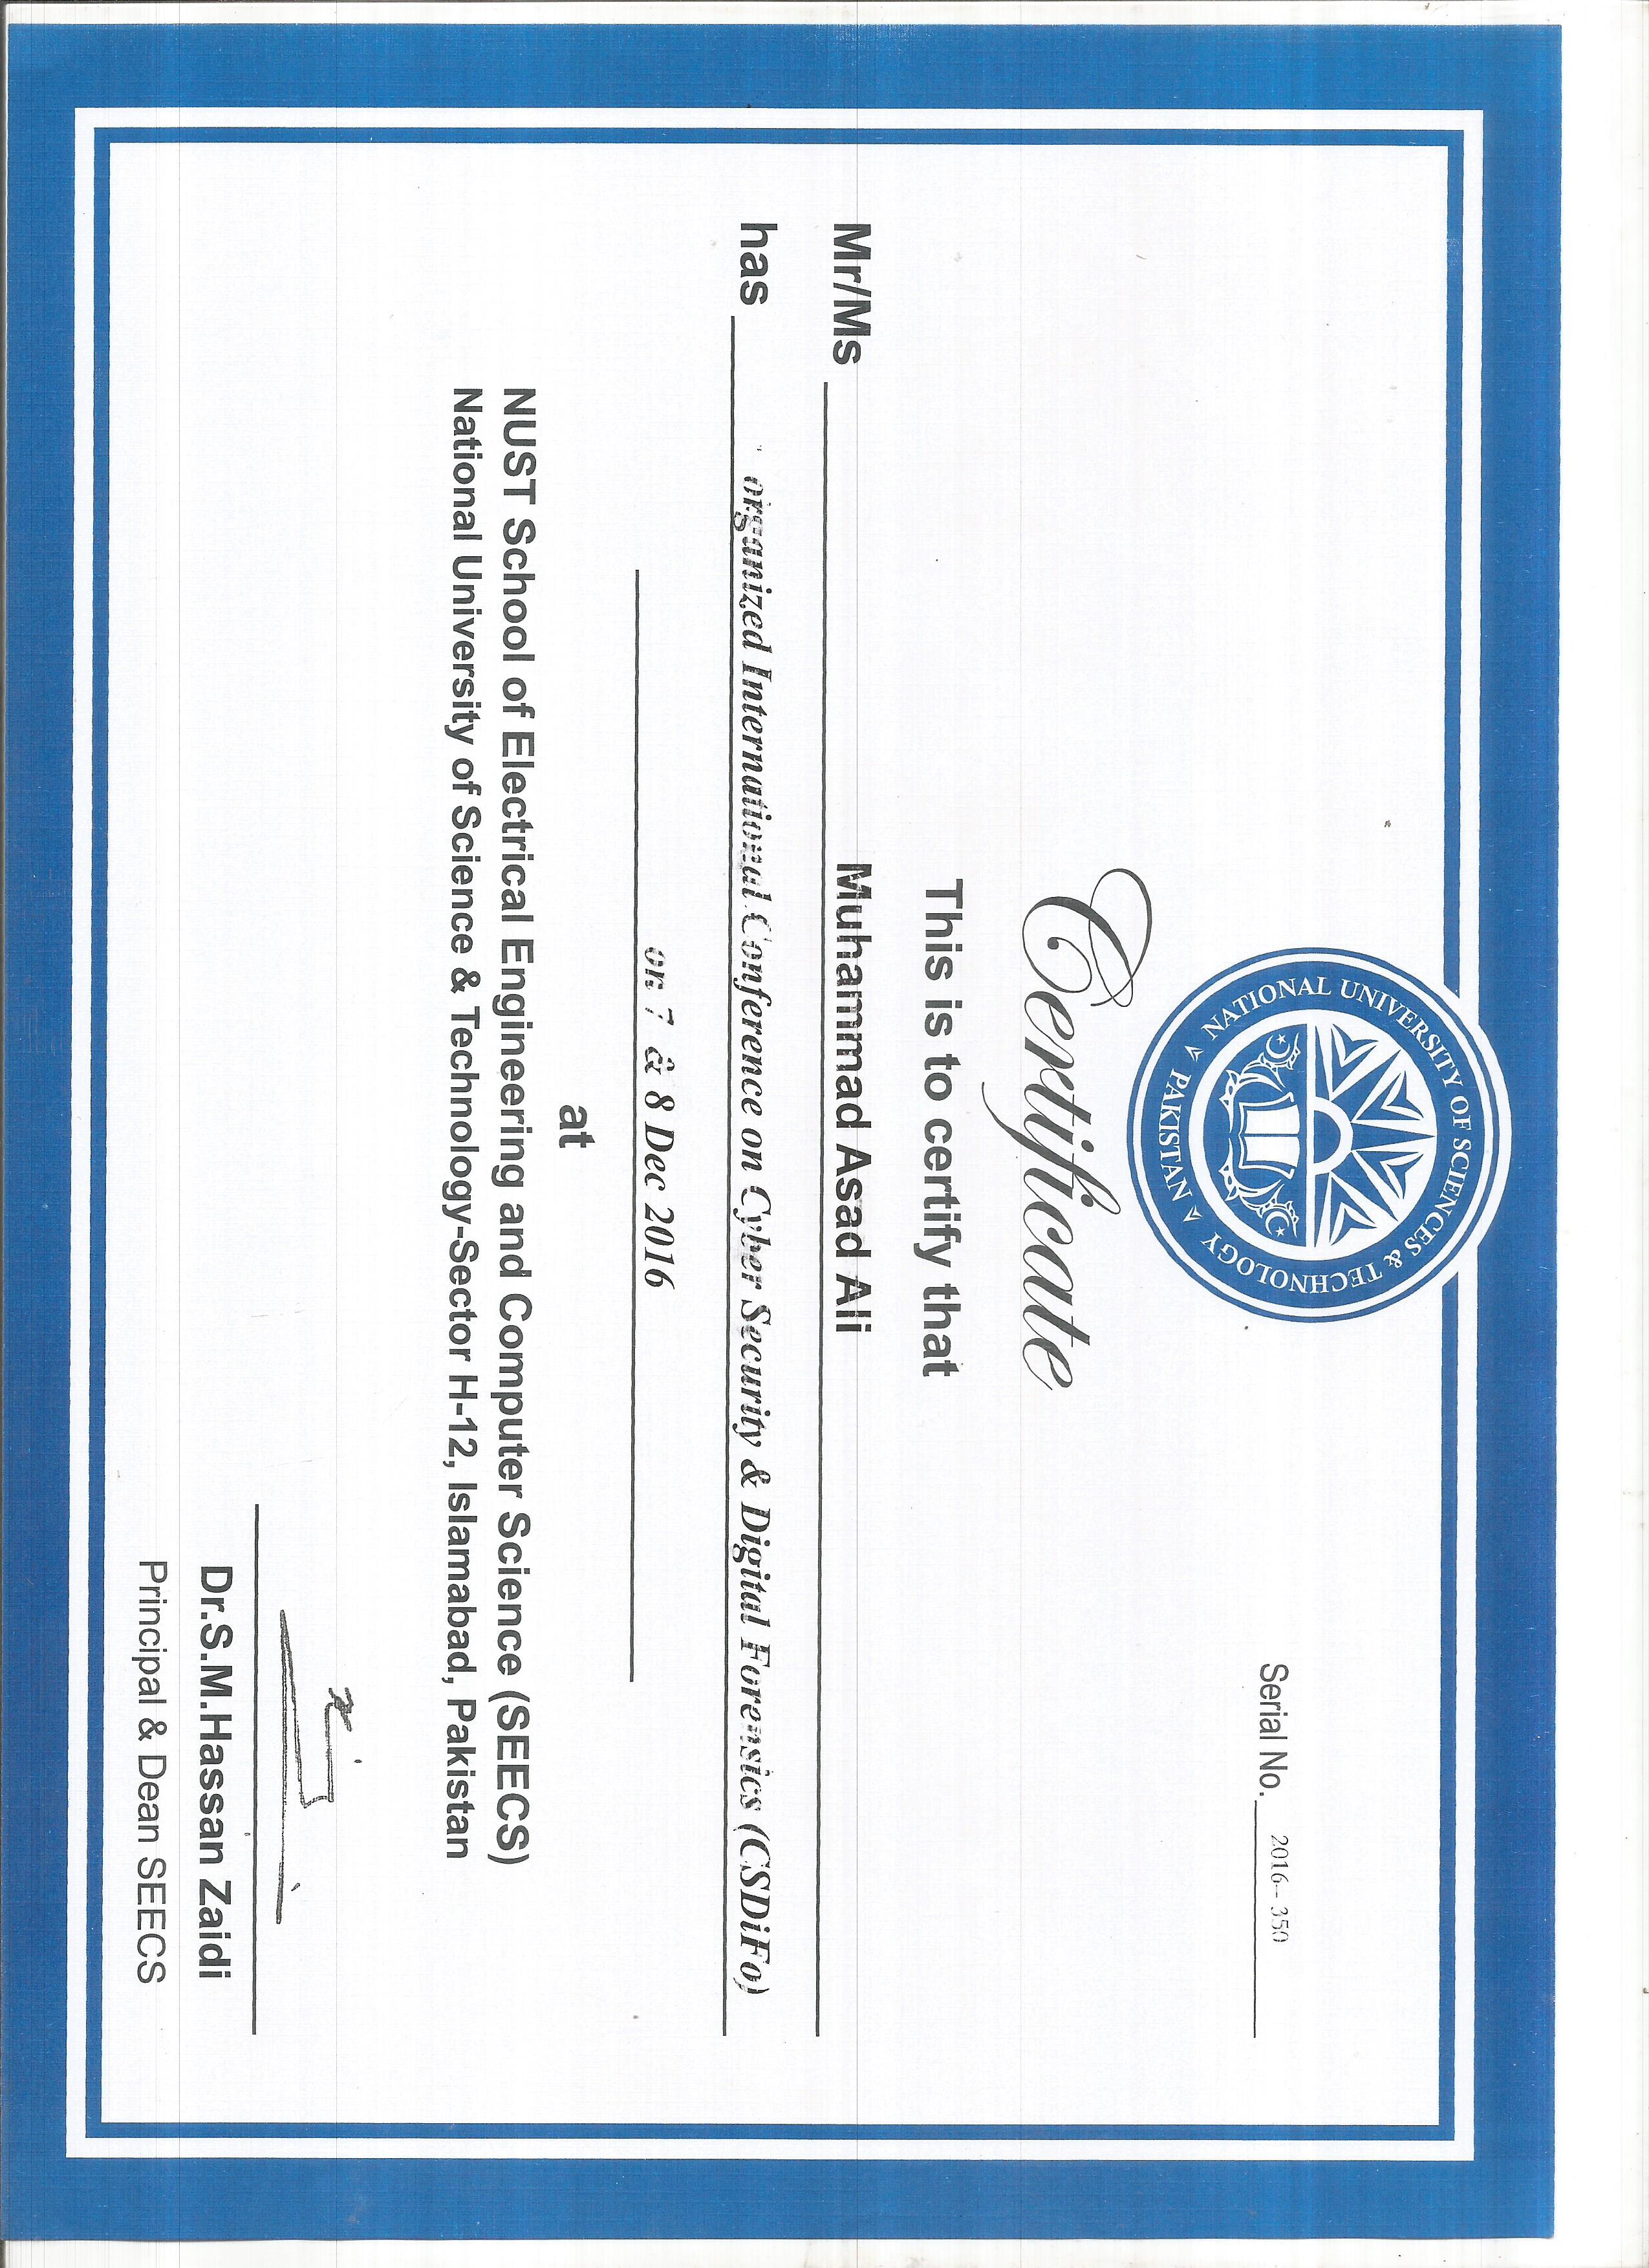 NATIONAL UNIVERSITY OF SCIENCES & TECHNOLOGY
PAKISTAN
Serial No. 2016-350
Certificate
This is to certify that
Mr/Ms Muhammad Asad Ali
has organized International Conference on Cyber Security & Digital Forensics (CSDiFo)
on 7 & 8 Dec 2016
at
NUST School of Electrical Engineering and Computer Science (SEECS)
National University of Science & Technology-Sector H-12, Islamabad, Pakistan
Dr.S.M.Hassan Zaidi
Principal & Dean SEECS